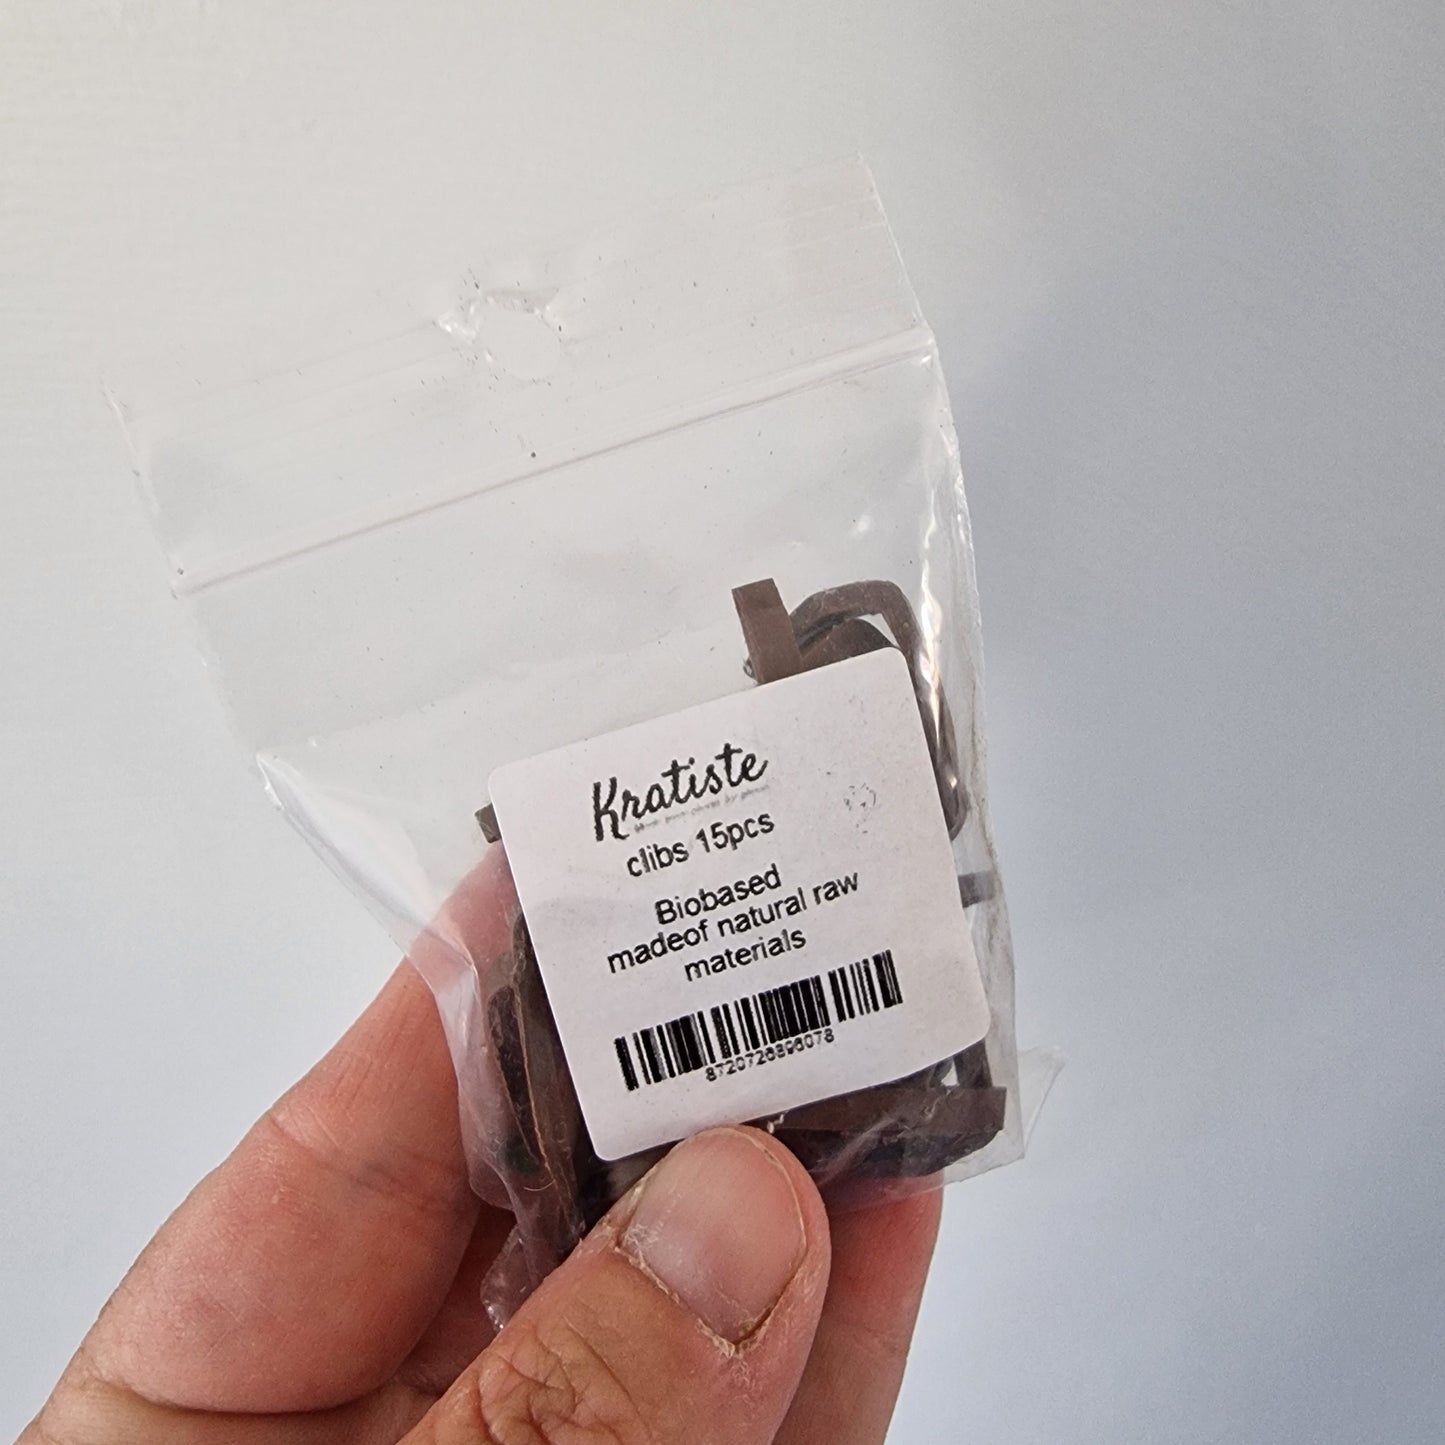 Kratiste
clibs 15pcs
Biobased
madeof natural raw
materials
8720726896078